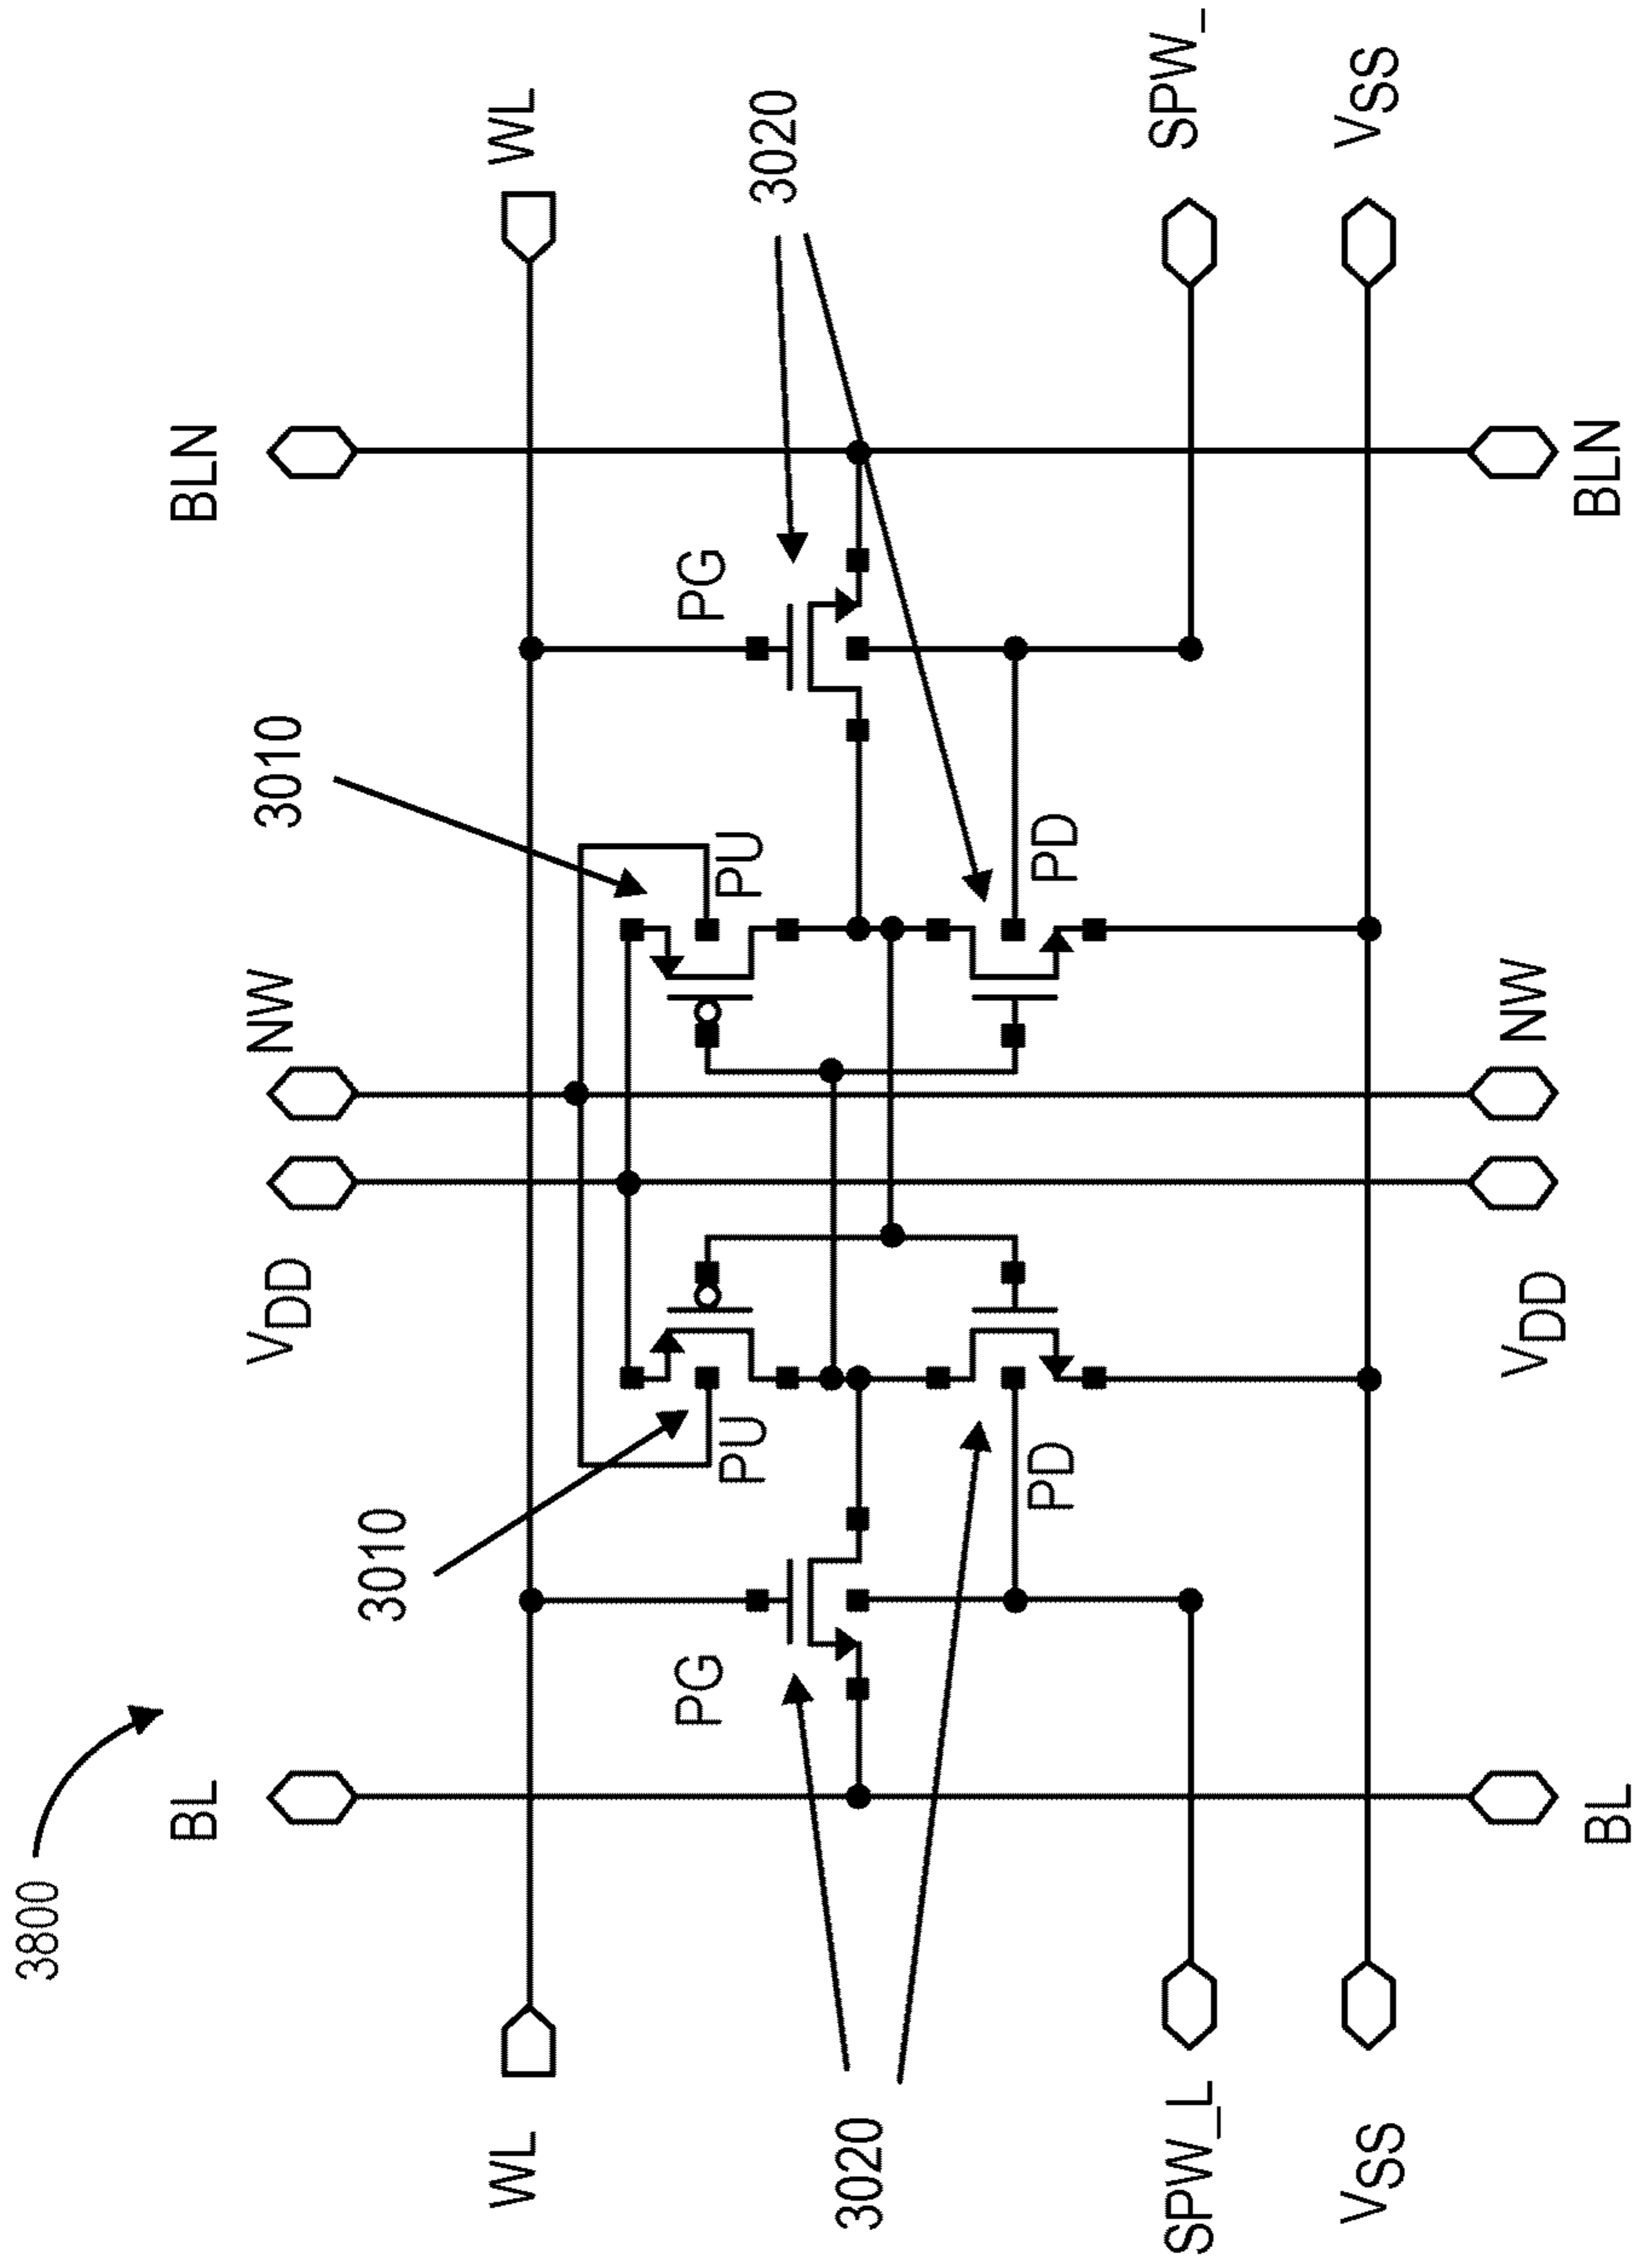 3800
BL
BLN
VDD
NW
3010
3010
WL
WL
PG
PG
PU
PU
3020
3020
PD
PD
SPW_L
SPW_
VSS
VSS
VDD
NW
BL
BLN